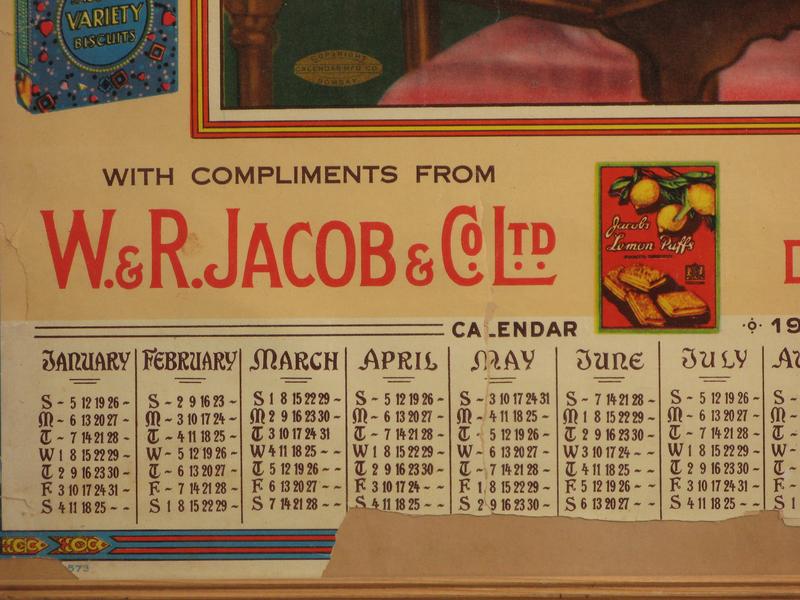 VARIETY
BISCUITS
COPYRIGHT
CALENDAR MFG CO
BOMBAY
WITH COMPLIMENTS FROM
W. & R. JACOB & Co. LTD
Jacob's
Lemon Puffs
CALENDAR 19
JANUARY FEBRUARY MARCH APRIL MAY JUNE JULY AU
S ~ 5 12 19 26 ~ S ~ 2 9 16 23 ~ S 1 8 15 22 29 ~ S ~ 5 12 19 26 ~ S ~ 3 10 17 24 31 S ~ 7 14 21 28 ~ S ~ 5 12 19 26 ~ S ~
M ~ 6 13 20 27 ~ M ~ 3 10 17 24 ~ M 2 9 16 23 30 ~ M ~ 6 13 20 27 ~ M ~ 4 11 18 25 ~ M 1 8 15 22 29 ~ M ~ 6 13 20 27 ~ M ~
T ~ 7 14 21 28 ~ T ~ 4 11 18 25 ~ T 3 10 17 24 31 T ~ 7 14 21 28 ~ T ~ 5 12 19 26 ~ T 2 9 16 23 30 ~ T ~ 7 14 21 28 ~ T ~
W 1 8 15 22 29 ~ W ~ 5 12 19 26 ~ W 4 11 18 25 ~ ~ W 1 8 15 22 29 ~ W ~ 6 13 20 27 ~ W 3 10 17 24 ~ ~ W 1 8 15 22 29 ~ W ~
T 2 9 16 23 30 ~ T ~ 6 13 20 27 ~ T 5 12 19 26 ~ ~ T 2 9 16 23 30 ~ T ~ 7 14 21 28 ~ T 4 11 18 25 ~ ~ T 2 9 16 23 30 ~ T ~
F 3 10 17 24 31 ~ F ~ 7 14 21 28 ~ F 6 13 20 27 ~ ~ F 3 10 17 24 ~ ~ F 1 8 15 22 29 ~ F 5 12 19 26 ~ ~ F 3 10 17 24 31 ~ F ~
S 4 11 18 25 ~ ~ S 1 8 15 22 29 ~ S 7 14 21 28 ~ ~ S 4 11 18 25 ~ ~ S 2 9 16 23 30 ~ S 6 13 20 27 ~ ~ S 4 11 18 25 ~ ~ S 1
573